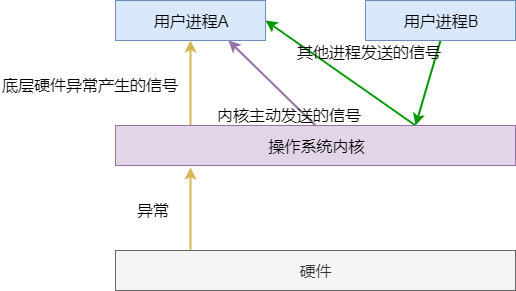 用户进程A
用户进程B
其他进程发送的信号
底层硬件异常产生的信号
内核主动发送的信号
操作系统内核
异常
硬件